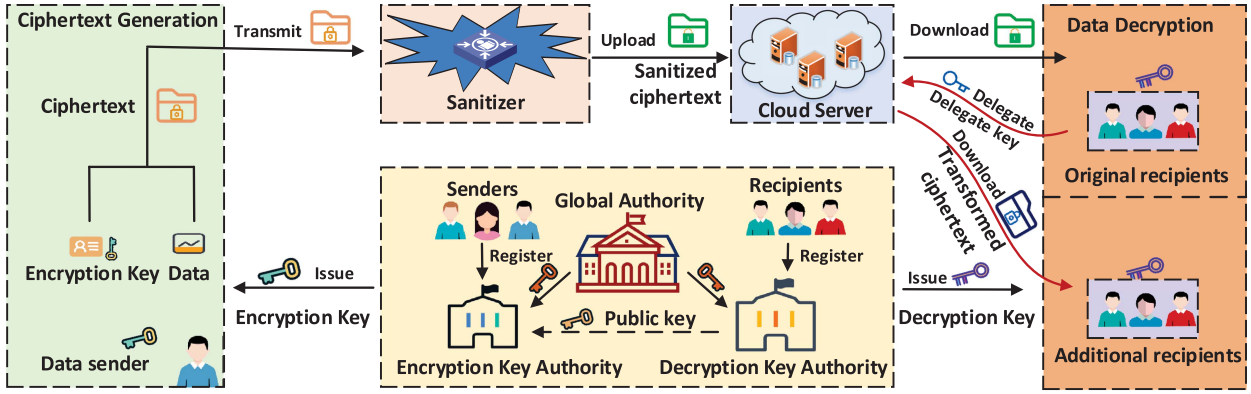 Ciphertext Generation
Ciphertext
Encryption Key
Data
Data sender
Transmit
Sanitizer
Upload
Sanitized
ciphertext
Cloud Server
Download
Delegate
Delegate key
Download
Transformed
ciphertext
Data Decryption
Original recipients
Additional recipients
Senders
Global Authority
Recipients
Register
Register
Public key
Encryption Key Authority
Decryption Key Authority
Issue
Encryption Key
Issue
Decryption Key